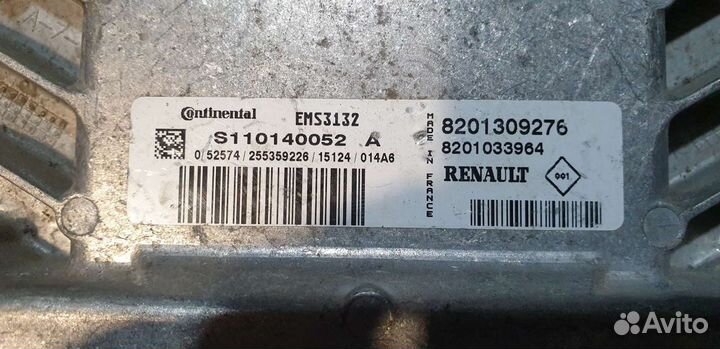 Continental EMS3132
S110140052 A
0/52574/255359226/15124/014A6
MADE IN FRANCE
8201309276
8201033964
RENAULT 001
Avito